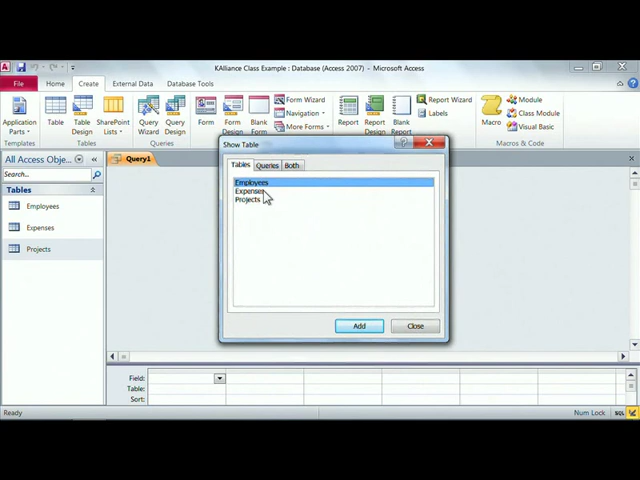 KAlliance Class Example : Database (Access 2007) - Microsoft Access
File Home Create External Data Database Tools
Application Parts
Table
Table Design
SharePoint Lists
Query Wizard
Query Design
Form
Form Design
Blank Form
Form Wizard
Navigation
More Forms
Report
Report Design
Blank Report
Report Wizard
Labels
Macro
Module
Class Module
Visual Basic
Templates Tables Queries Macros & Code
All Access Obje...
Search...
Tables
Employees
Expenses
Projects
Query1
Show Table
Tables Queries Both
Employees
Expenses
Projects
Add Close
Field:
Table:
Sort:
Ready Num Lock SQL